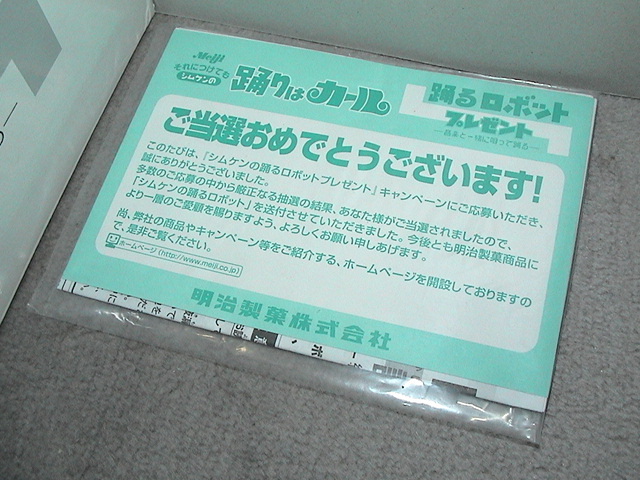 Meiji
それにつけても
シムケンの
踊りはカール
踊るロボット
プレゼント
ご当選おめでとうございます!
このたびは、『シムケンの踊るロボットプレゼント』キャンペーンにご応募いただき、
誠にありがとうございました。
多数のご応募の中から厳正なる抽選の結果、あなた様がご当選されましたので、
「シムケンの踊るロボット」を送付させていただきました。今後とも明治製菓商品に
より一層のご愛顧を賜りますよう、よろしくお願い申しあげます。
尚、弊社の商品やキャンペーン等をご紹介する、ホームページを開設しておりますの
で、是非ご覧ください。
ホームページ(http://www.meiji.co.jp)
明治製菓株式会社